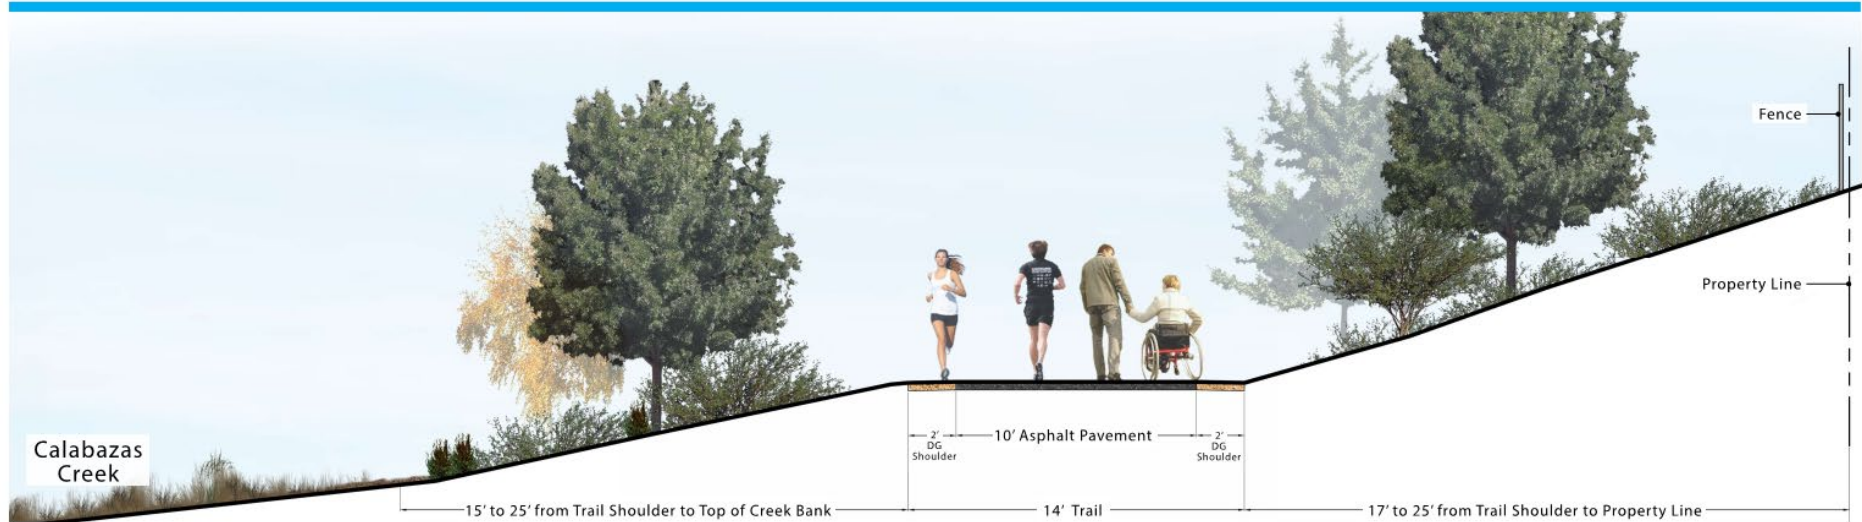 Fence
Property Line
Calabazas
Creek
2'
DG
Shoulder
10' Asphalt Pavement
2'
DG
Shoulder
15' to 25' from Trail Shoulder to Top of Creek Bank
14' Trail
17' to 25' from Trail Shoulder to Property Line